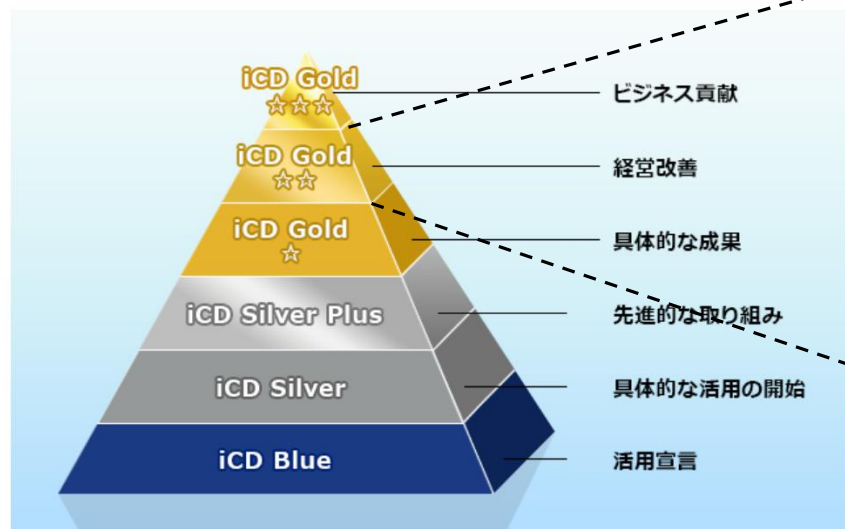 iCD Gold
☆☆☆
ビジネス貢献
iCD Gold
☆☆
経営改善
iCD Gold
☆
具体的な成果
iCD Silver Plus
先進的な取り組み
iCD Silver
具体的な活用の開始
iCD Blue
活用宣言